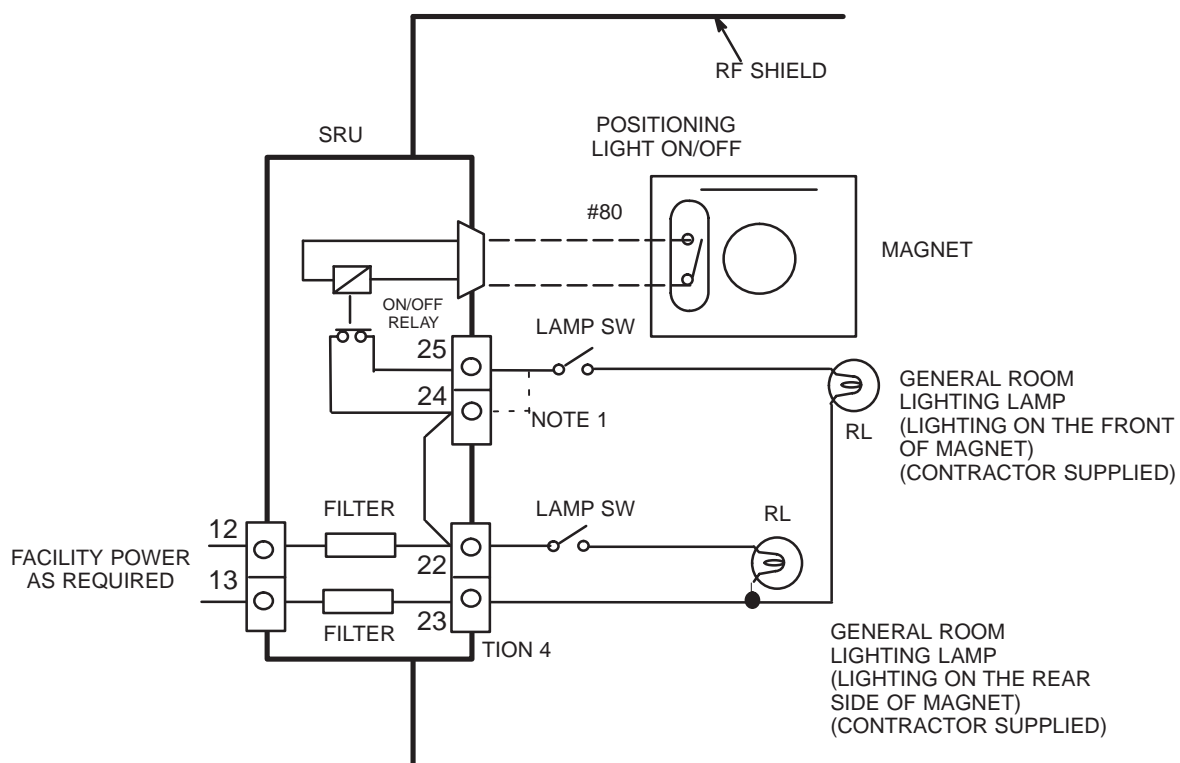 RF SHIELD
SRU
POSITIONING
LIGHT ON/OFF
#80
MAGNET
ON/OFF
RELAY
LAMP SW
25
24
NOTE 1
RL
GENERAL ROOM
LIGHTING LAMP
(LIGHTING ON THE FRONT
OF MAGNET)
(CONTRACTOR SUPPLIED)
FILTER
LAMP SW
RL
12
22
FACILITY POWER
AS REQUIRED
13
23
FILTER
TION 4
GENERAL ROOM
LIGHTING LAMP
(LIGHTING ON THE REAR
SIDE OF MAGNET)
(CONTRACTOR SUPPLIED)